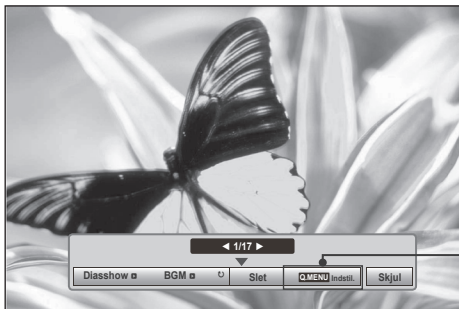 ◀ 1/17 ▶
Diasshow BGM ↻ Slet Q.MENU Indstil. Skjul